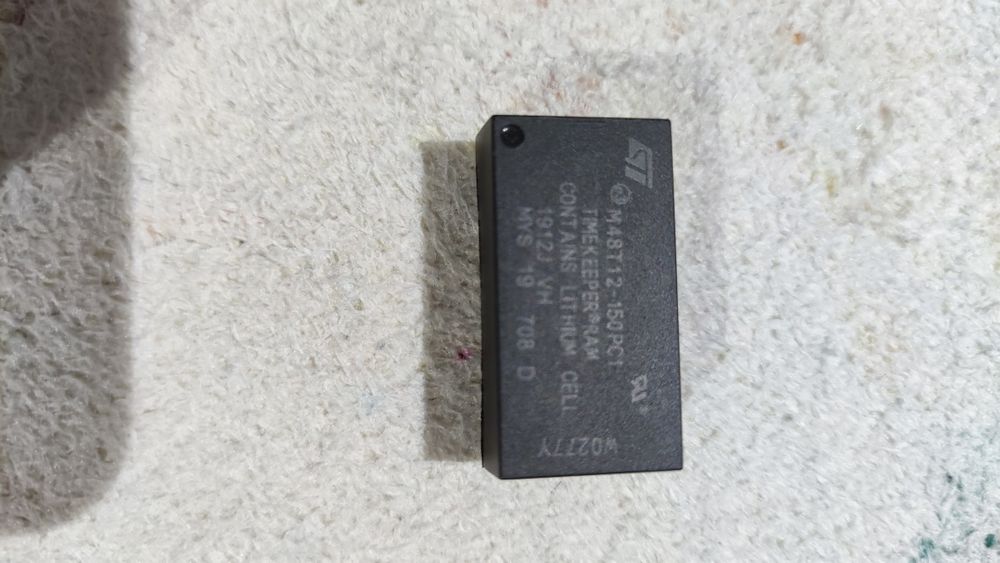 ST
M48T12-150PC1
TIMEKEEPER®RAM
CONTAINS LITHIUM CELL
1912J VH
MYS 19 708 D
W0277Y